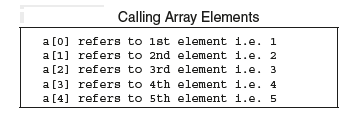 Calling Array Elements
a[0] refers to 1st element i.e. 1
a[1] refers to 2nd element i.e. 2
a[2] refers to 3rd element i.e. 3
a[3] refers to 4th element i.e. 4
a[4] refers to 5th element i.e. 5